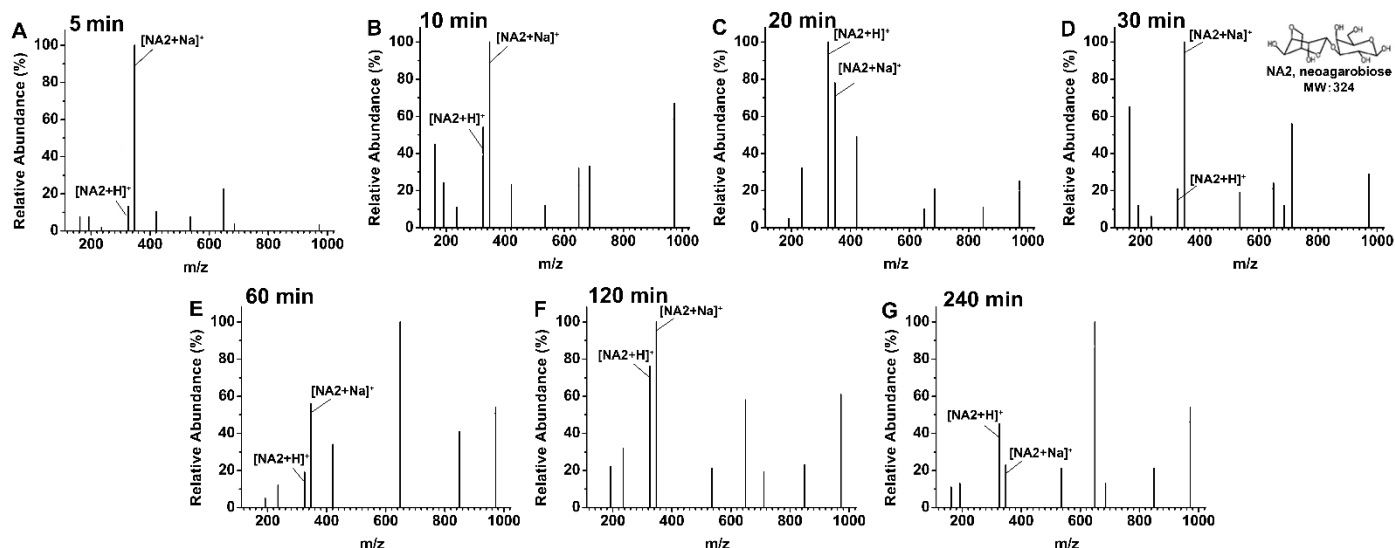 A 5 min
Relative Abundance (%)
100
80
60
40
20
0
[NA2+Na]⁺
[NA2+H]⁺
200 400 600 800 1000
m/z
B 10 min
Relative Abundance (%)
100
80
60
40
20
0
[NA2+Na]⁺
[NA2+H]⁺
200 400 600 800 1000
m/z
C 20 min
Relative Abundance (%)
100
80
60
40
20
0
[NA2+H]⁺
[NA2+Na]⁺
200 400 600 800 1000
m/z
D 30 min
Relative Abundance (%)
100
80
60
40
20
0
[NA2+Na]⁺
[NA2+H]⁺
200 400 600 800 1000
m/z
NA2, neoagarobiose
MW:324
E 60 min
Relative Abundance (%)
100
80
60
40
20
0
[NA2+Na]⁺
[NA2+H]⁺
200 400 600 800 1000
m/z
F 120 min
Relative Abundance (%)
100
80
60
40
20
0
[NA2+Na]⁺
[NA2+H]⁺
200 400 600 800 1000
m/z
G 240 min
Relative Abundance (%)
100
80
60
40
20
0
[NA2+H]⁺
[NA2+Na]⁺
200 400 600 800 1000
m/z